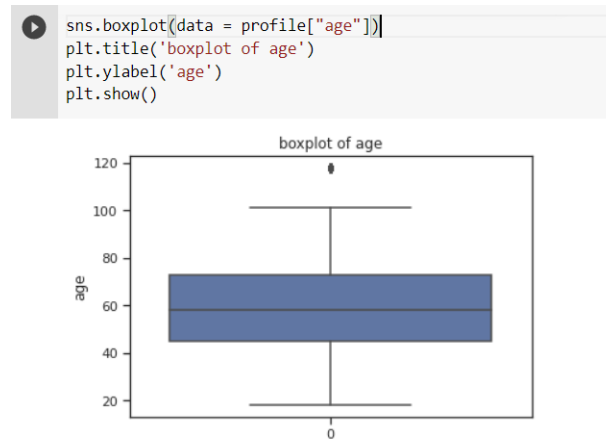 sns.boxplot(data = profile["age"])
plt.title('boxplot of age')
plt.ylabel('age')
plt.show()
boxplot of age
120
100
80
60
40
20
age
0